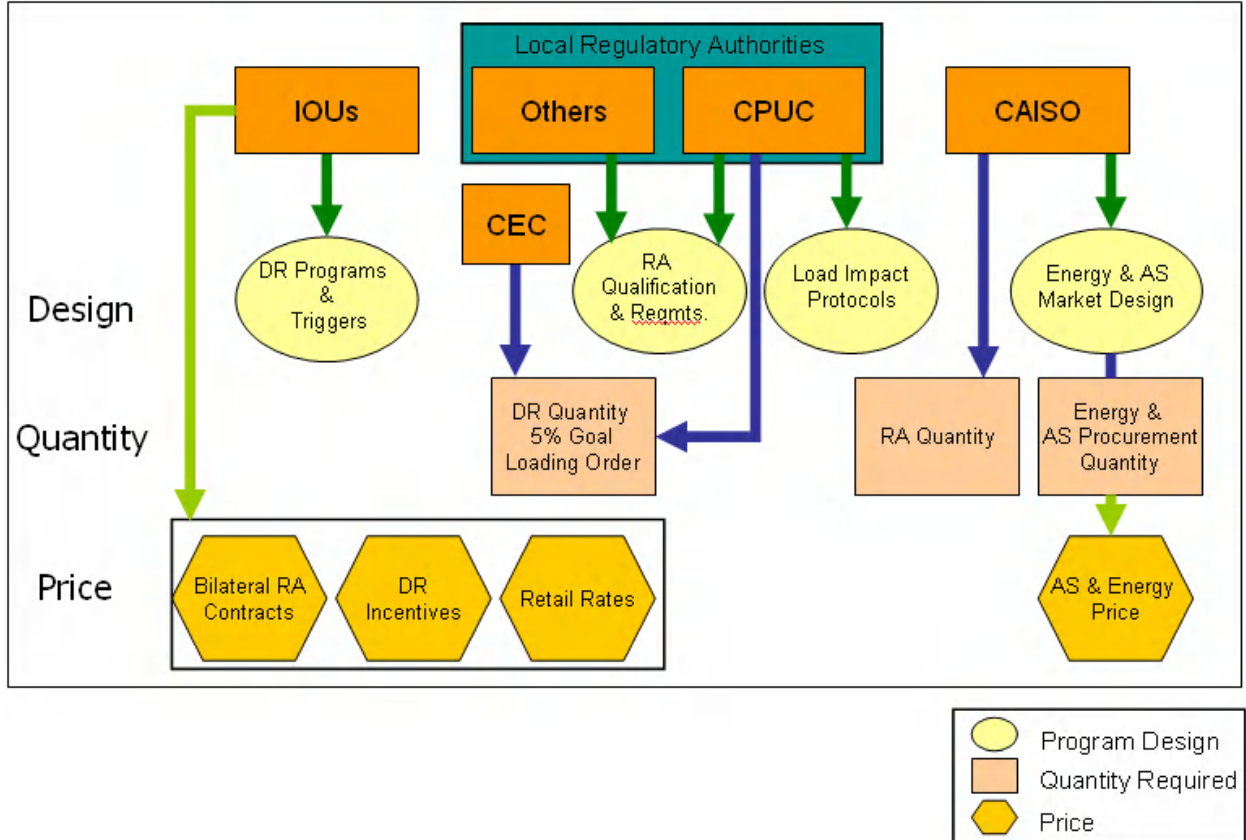 Local Regulatory Authorities
IOUs
Others
CPUC
CAISO
CEC
Design
DR Programs
&
Triggers
RA
Qualification
& Reqmts.
Load Impact
Protocols
Energy & AS
Market Design
Quantity
DR Quantity
5% Goal
Loading Order
RA Quantity
Energy &
AS Procurement
Quantity
Price
Bilateral RA
Contracts
DR
Incentives
Retail Rates
AS & Energy
Price
Program Design
Quantity Required
Price